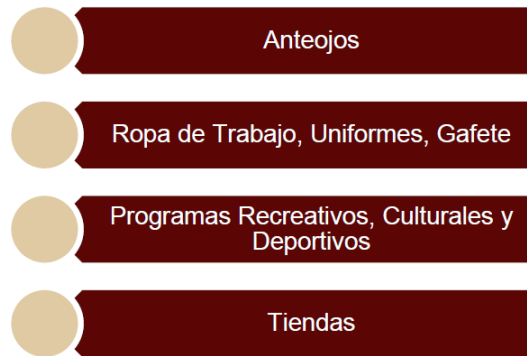 Anteojos
Ropa de Trabajo, Uniformes, Gafete
Programas Recreativos, Culturales y
Deportivos
Tiendas